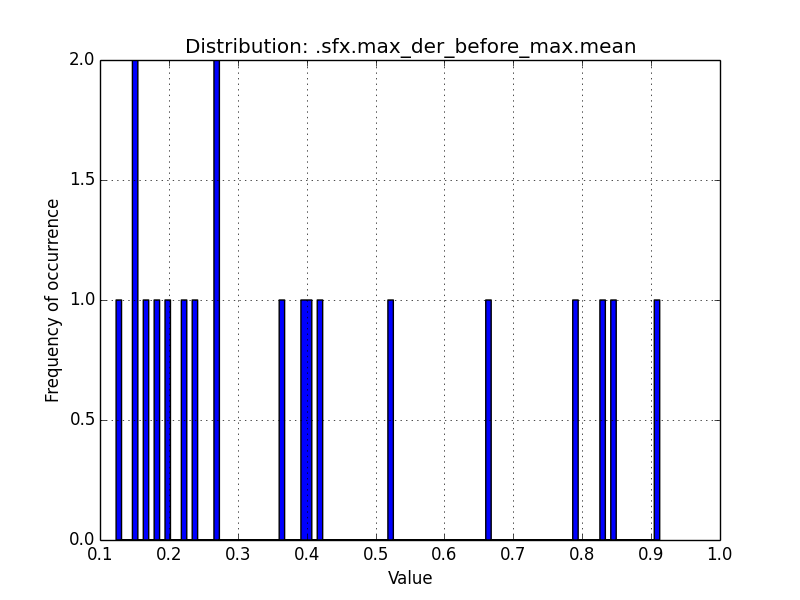 Distribution: .sfx.max_der_before_max.mean
2.0
1.5
1.0
0.5
0.0
Frequency of occurrence
0.1 0.2 0.3 0.4 0.5 0.6 0.7 0.8 0.9 1.0
Value